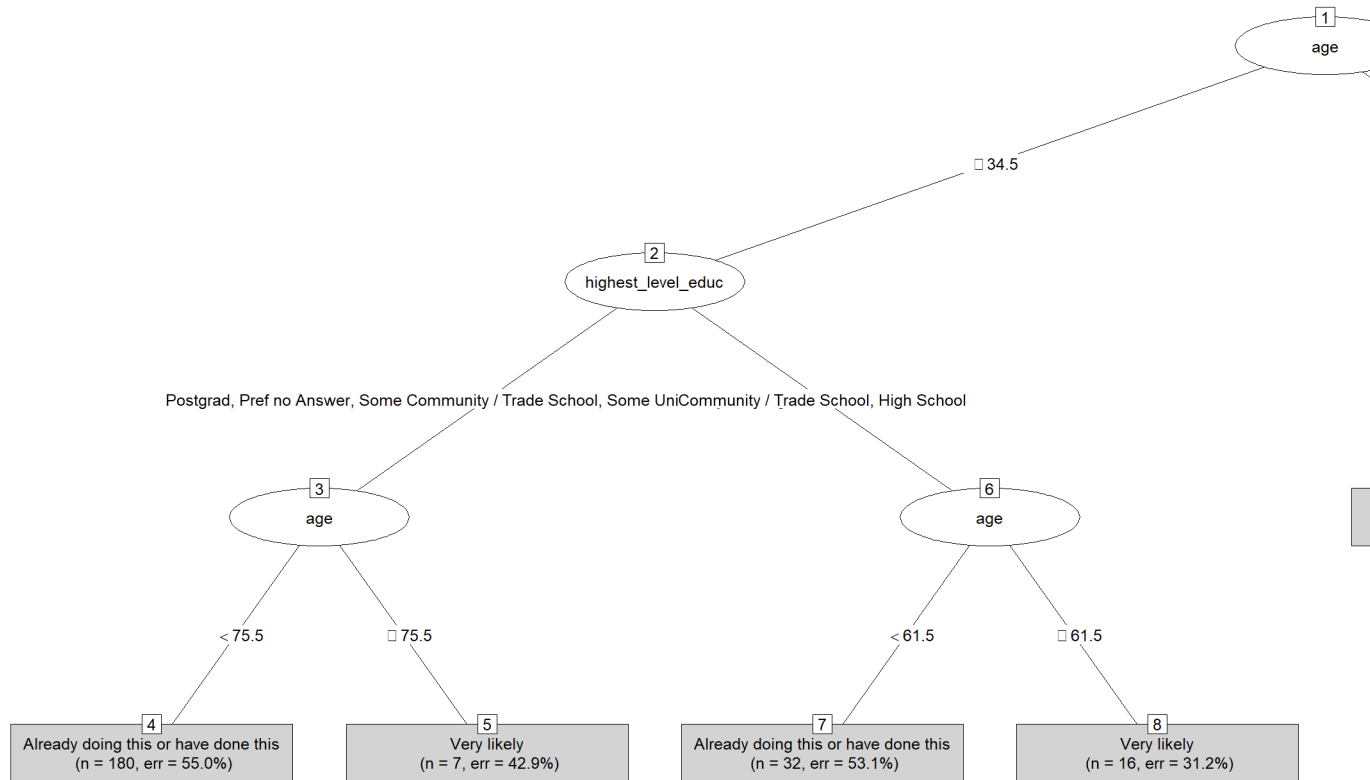 1
age
□ 34.5
2
highest_level_educ
Postgrad, Pref no Answer, Some Community / Trade School, Some UniCommunity / Trade School, High School
3
age
6
age
< 75.5
□ 75.5
< 61.5
□ 61.5
4
Already doing this or have done this
(n = 180, err = 55.0%)
5
Very likely
(n = 7, err = 42.9%)
7
Already doing this or have done this
(n = 32, err = 53.1%)
8
Very likely
(n = 16, err = 31.2%)